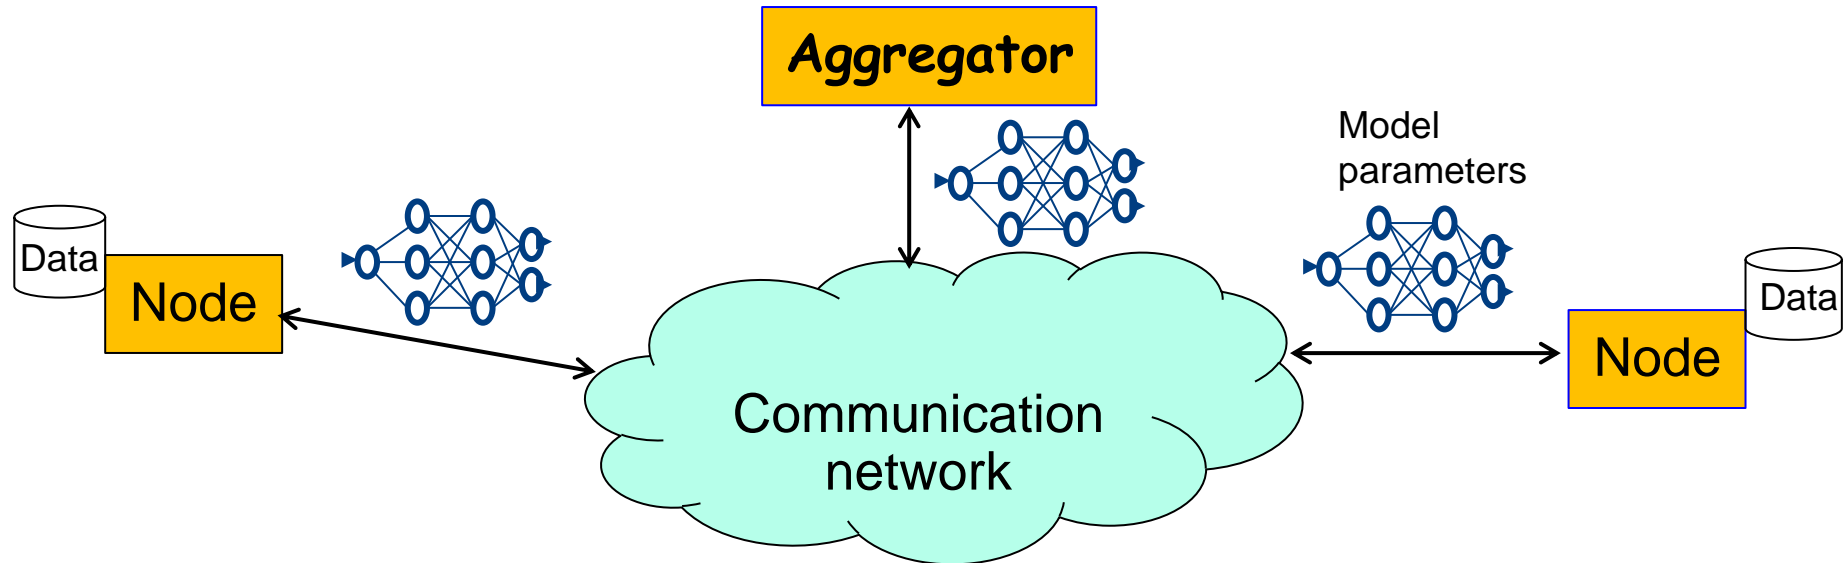 Aggregator
Model
parameters
Data
Node
Data
Node
Communication
network